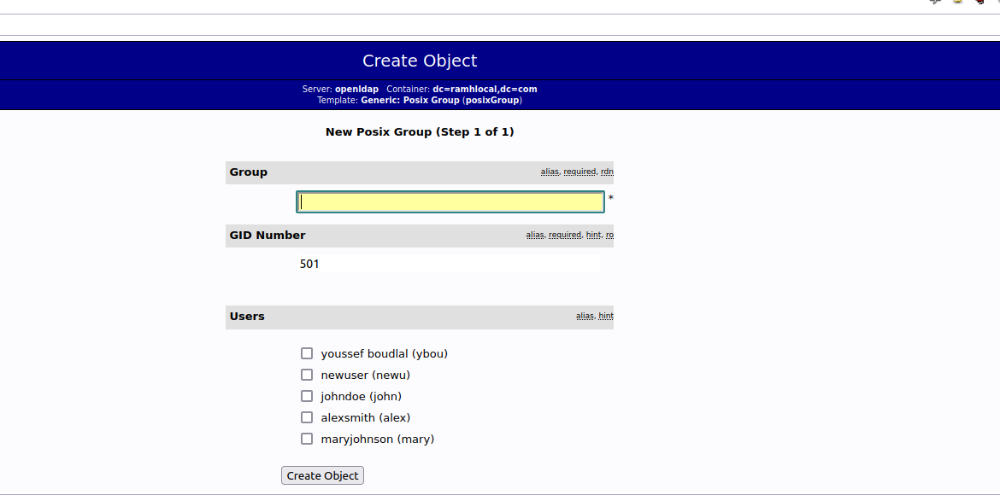 Create Object
Server: openldap Container: dc=ramhlocal,dc=com
Template: Generic: Posix Group (posixGroup)
New Posix Group (Step 1 of 1)
Group alias, required, rdn
*
GID Number alias, required, hint, ro
501
Users alias, hint
youssef boudlal (ybou)
newuser (newu)
johndoe (john)
alexsmith (alex)
maryjohnson (mary)
Create Object